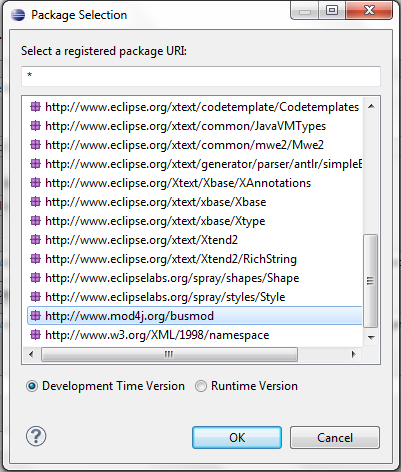 Package Selection
Select a registered package URI:
*
http://www.eclipse.org/xtext/codetemplate/Codetemplates
http://www.eclipse.org/xtext/common/JavaVMTypes
http://www.eclipse.org/xtext/common/mwe2/Mwe2
http://www.eclipse.org/xtext/generator/parser/antlr/simpleE
http://www.eclipse.org/Xtext/Xbase/XAnnotations
http://www.eclipse.org/xtext/xbase/Xbase
http://www.eclipse.org/xtext/xbase/Xtype
http://www.eclipse.org/xtext/Xtend2
http://www.eclipse.org/xtext/Xtend2/RichString
http://www.eclipselabs.org/spray/shapes/Shape
http://www.eclipselabs.org/spray/styles/Style
http://www.mod4j.org/busmod
http://www.w3.org/XML/1998/namespace
Development Time Version Runtime Version
? OK Cancel